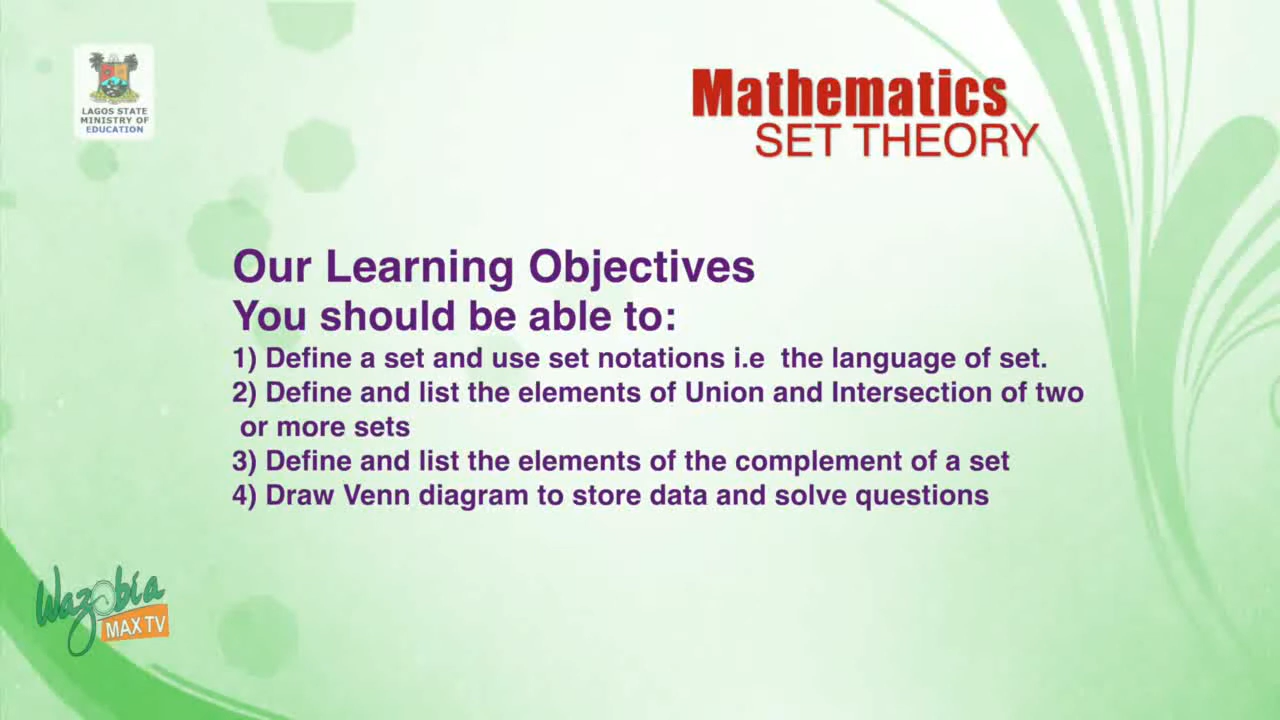 LAGOS STATE
MINISTRY OF
EDUCATION
Mathematics
SET THEORY
Our Learning Objectives
You should be able to:
1) Define a set and use set notations i.e  the language of set.
2) Define and list the elements of Union and Intersection of two
or more sets
3) Define and list the elements of the complement of a set
4) Draw Venn diagram to store data and solve questions
Wazobia
MAX TV